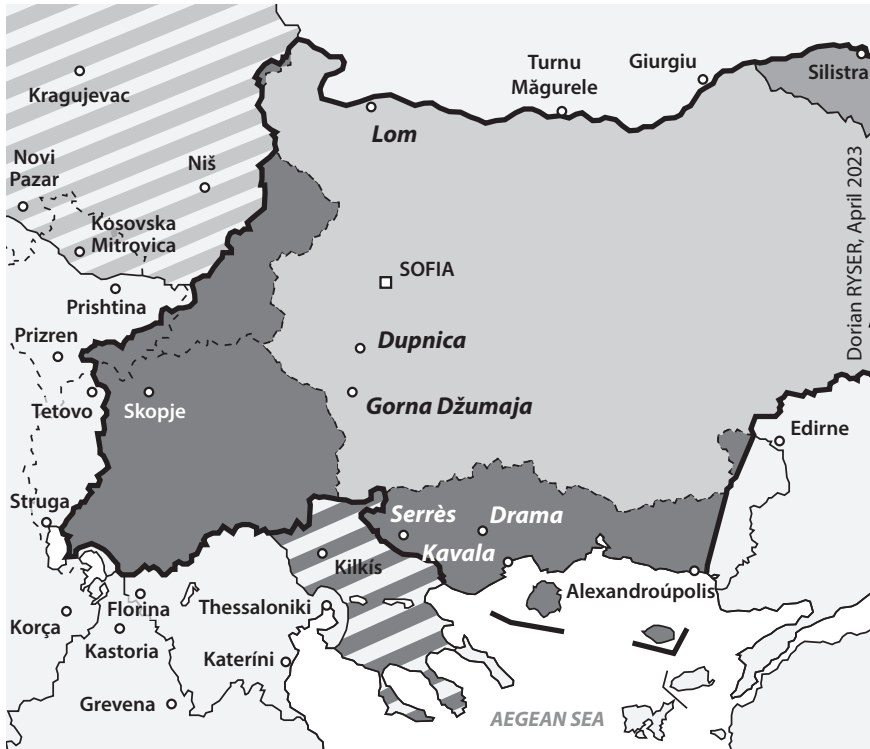 Turnu
Măgurele
Giurgiu
Silistra
Kragujevac
Lom
Novi
Pazar
Niš
Kosovska
Mitrovica
Dorian RYSER, April 2023
SOFIA
Prishtina
Prizren
Dupnica
Tetovo
Skopje
Gorna Džumaja
Edirne
Struga
Serrès
Drama
Kavala
Kilkís
Alexandroúpolis
Florina
Thessaloniki
Korça
Kastoria
Kateríni
Grevena
AEGEAN SEA